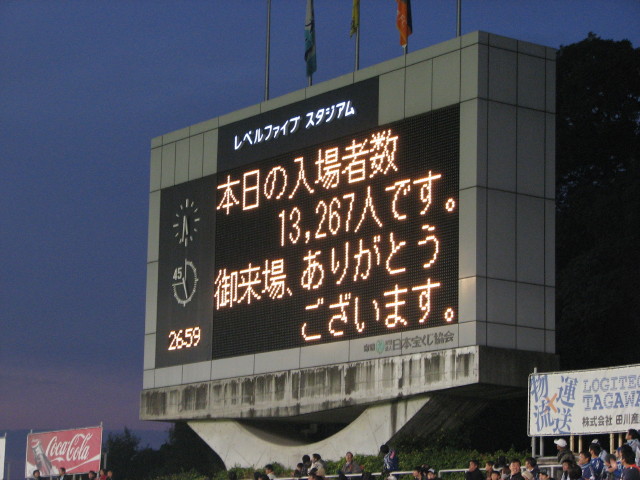 レベルファイブ スタジアム
本日の入場者数
13,267人です。
御来場、ありがとう
ございます。
45
26:59
日本宝くじ協会
Coca-Cola
物流×運送
LOGITEC
TAGAWA
株式会社 田川産